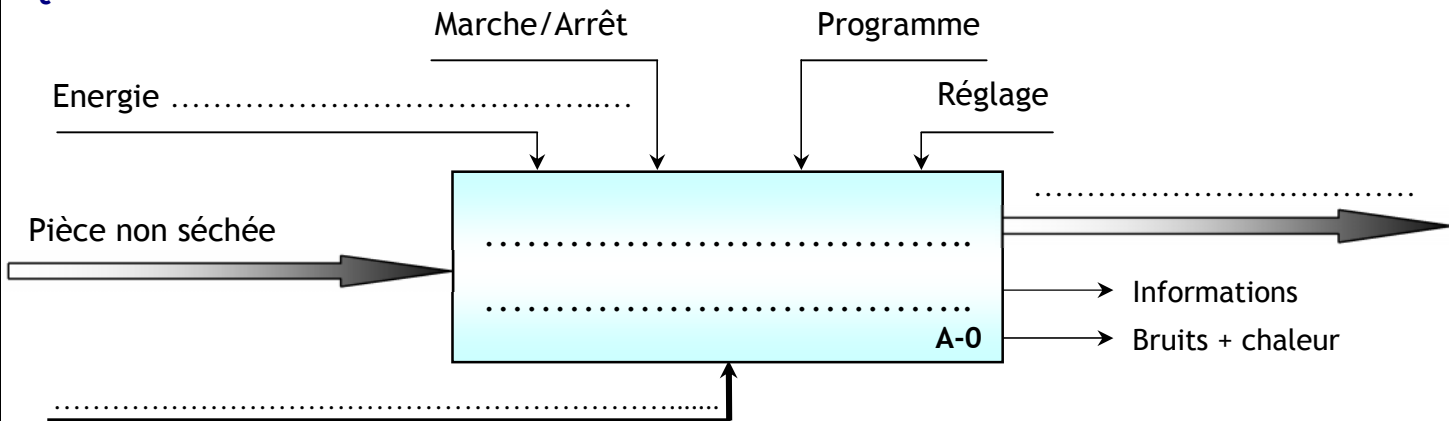 Marche/Arrêt
Programme
Energie ………………………………………..…
Réglage
………………………………
Pièce non séchée
……………………………………..
……………………………………..
Informations
A-0
Bruits + chaleur
……………………………………………………….......